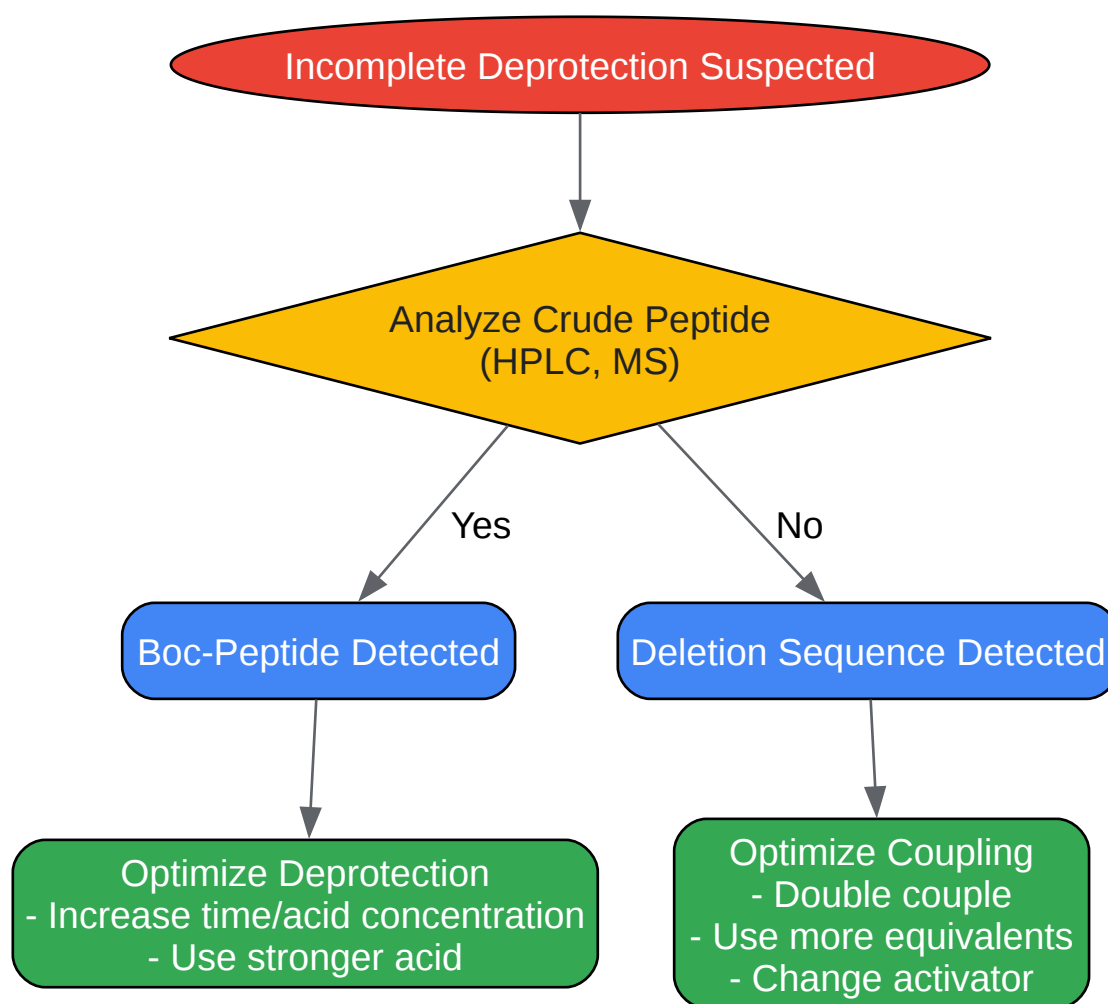 Incomplete Deprotection Suspected
Analyze Crude Peptide
(HPLC, MS)
Yes
No
Boc-Peptide Detected
Deletion Sequence Detected
Optimize Deprotection
- Increase time/acid concentration
- Use stronger acid
Optimize Coupling
- Double couple
- Use more equivalents
- Change activator